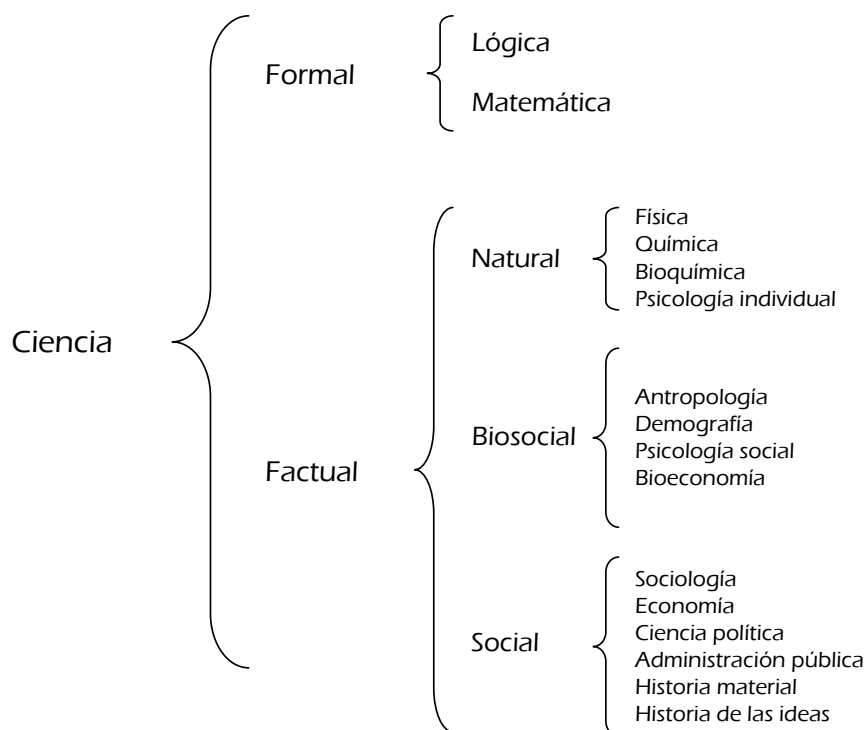 Ciencia
Formal
Lógica
Matemática
Factual
Natural
Física
Química
Bioquímica
Psicología individual
Biosocial
Antropología
Demografía
Psicología social
Bioeconomía
Social
Sociología
Economía
Ciencia política
Administración pública
Historia material
Historia de las ideas